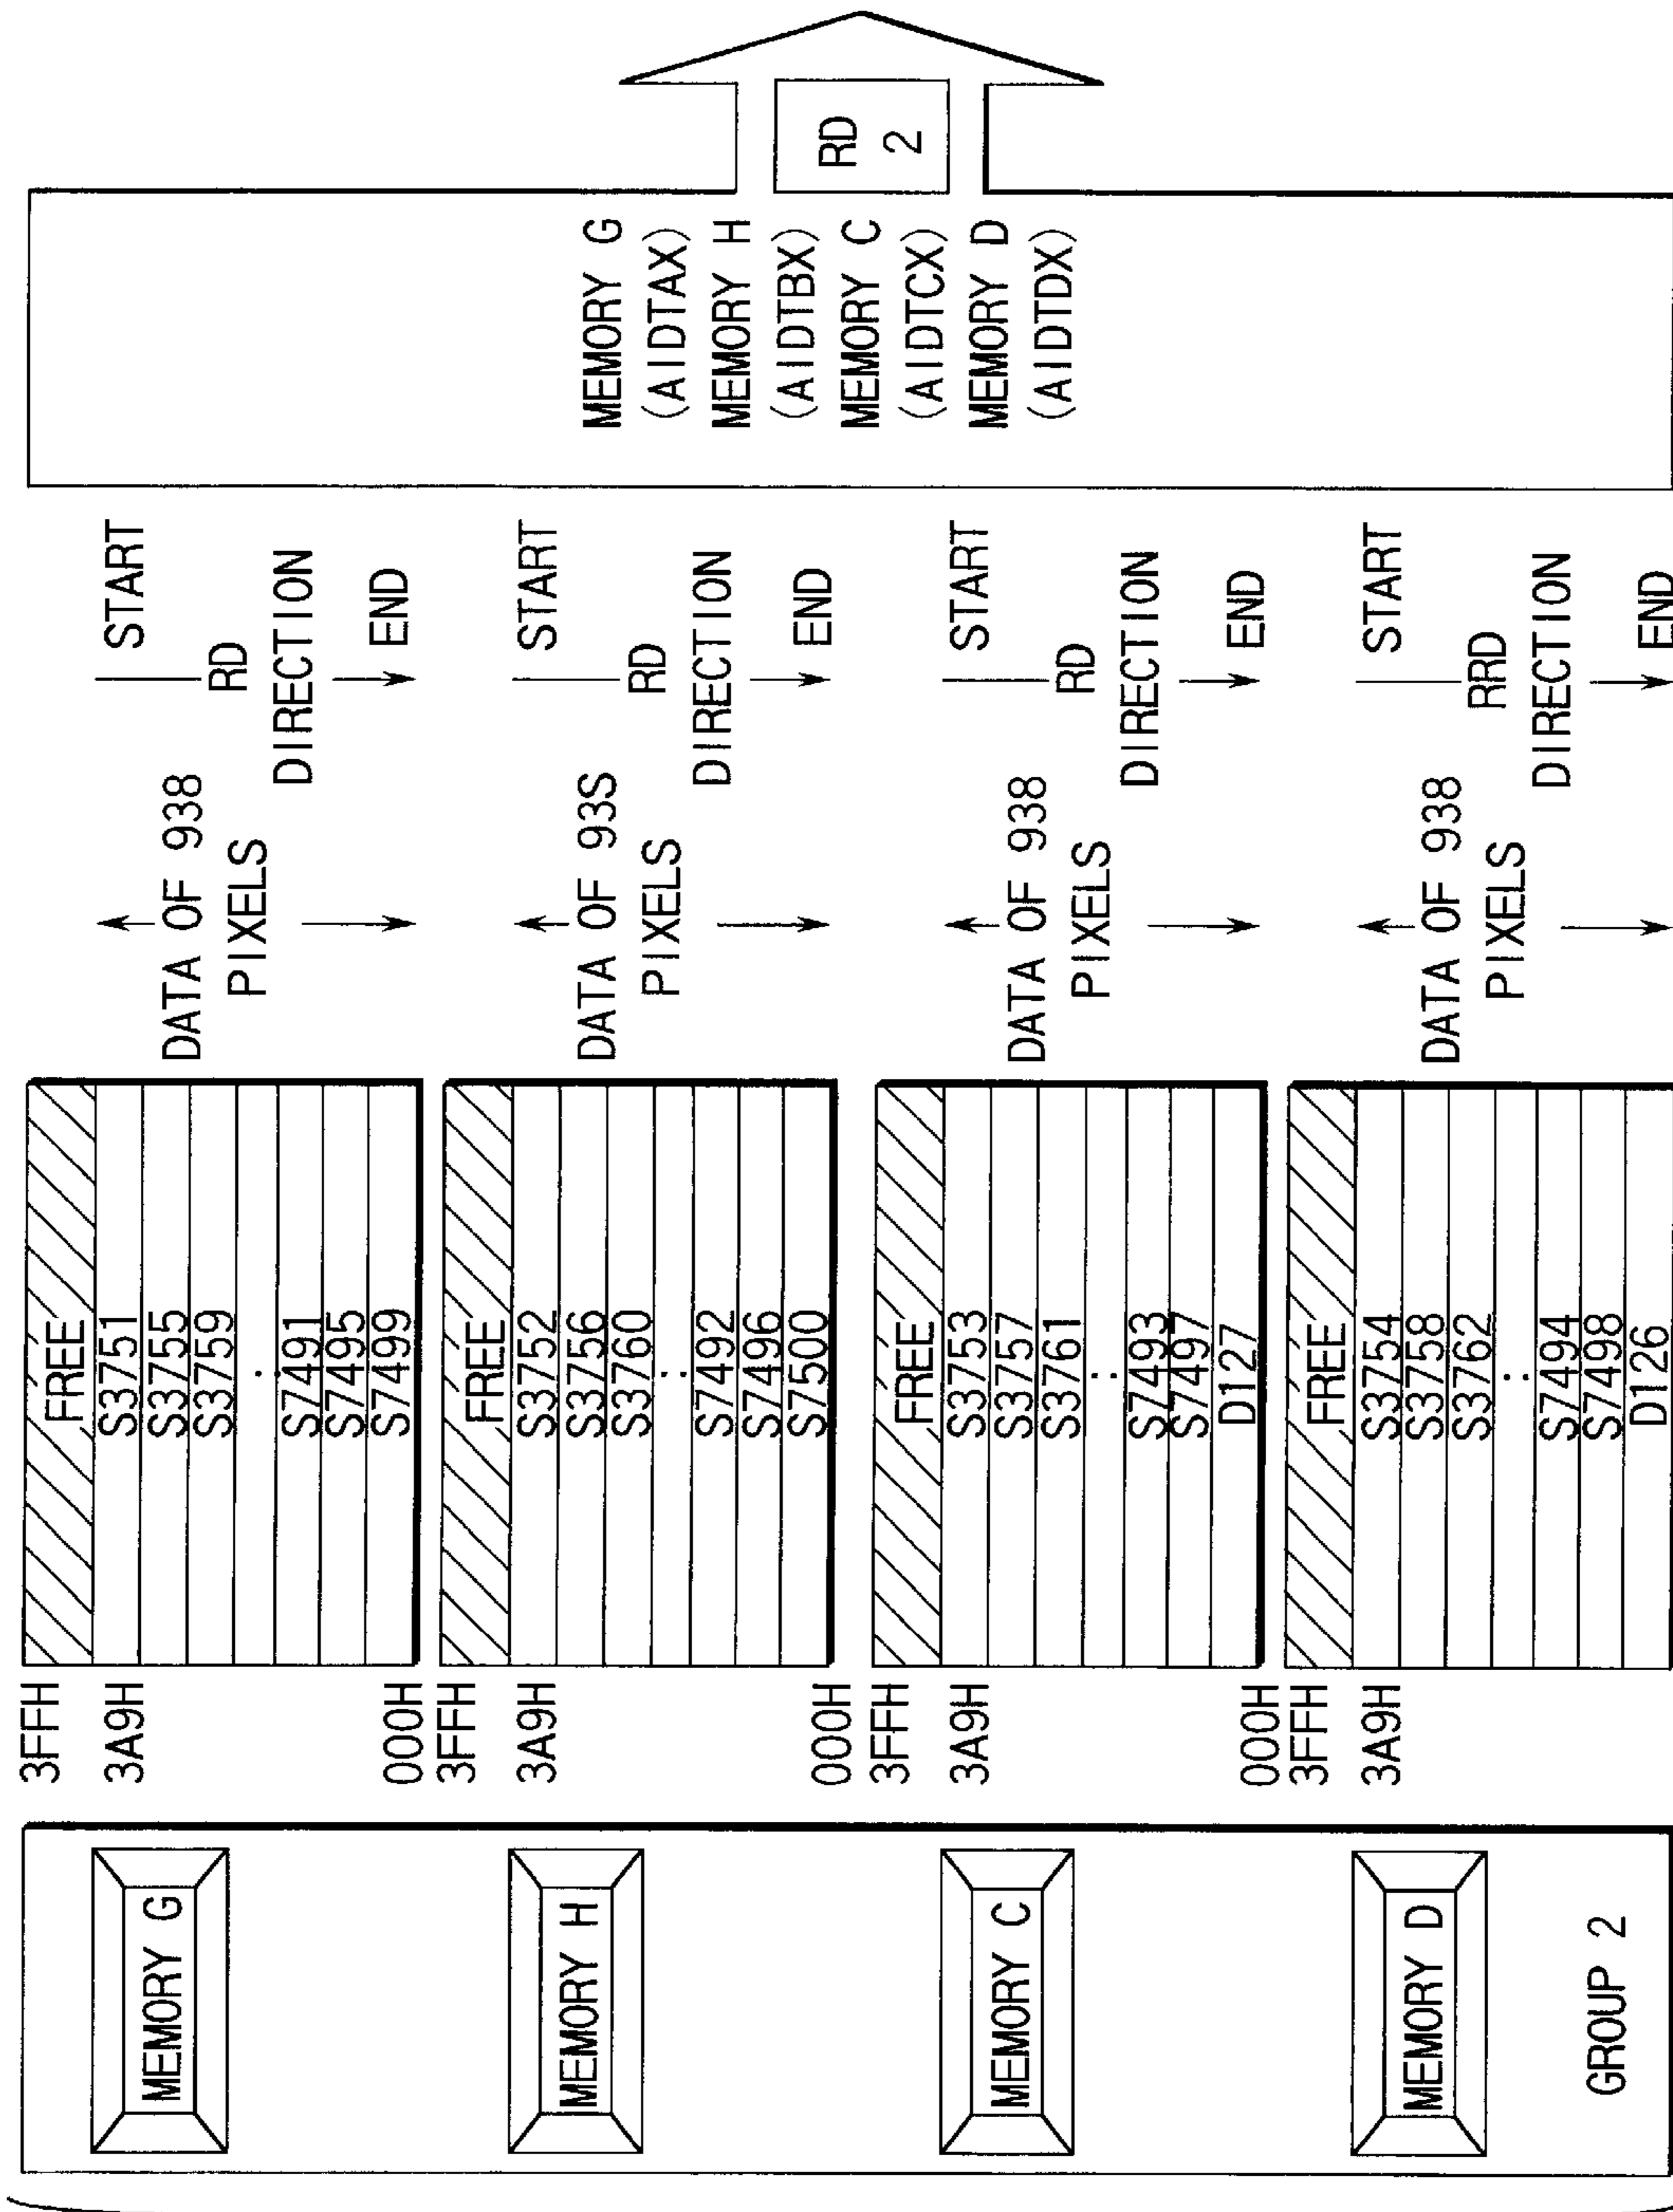 MEMORY G
3FFH
3A9H
000H
FREE
S3751
S3755
S3759
..
S7491
S7495
S7499
DATA OF 938
PIXELS
START
RD
DIRECTION
END
MEMORY H
3FFH
3A9H
000H
FREE
S3752
S3756
S3760
..
S7492
S7496
S7500
DATA OF 93S
PIXELS
START
RD
DIRECTION
END
MEMORY C
3FFH
3A9H
000H
FREE
S3753
S3757
S3761
..
S7493
S7497
D127
DATA OF 938
PIXELS
START
RD
DIRECTION
END
MEMORY D
3FFH
3A9H
FREE
S3754
S3758
S3762
..
S7494
S7498
D126
DATA OF 938
PIXELS
START
RRD
DIRECTION
END
GROUP 2
MEMORY G
(AIDTAX)
MEMORY H
(AIDTBX)
MEMORY C
(AIDTCX)
MEMORY D
(AIDTDX)
RD
2